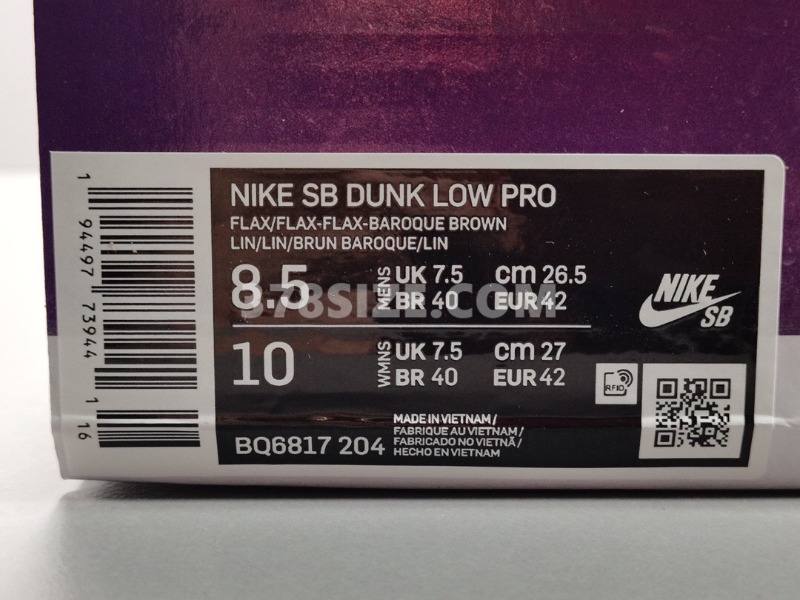 NIKE SB DUNK LOW PRO
FLAX/FLAX-FLAX-BAROQUE BROWN
LIN/LIN/BRUN BAROQUE/LIN
8.5 MENS UK 7.5 cm 26.5
BR 40 EUR 42
878SIZE.COM
10 WMNS UK 7.5 cm 27
BR 40 EUR 42
NIKE
SB
RFID
BQ6817 204
MADE IN VIETNAM/
FABRIQUE AU VIETNAM/
FABRICADO NO VIETNÃ/
HECHO EN VIETNAM
1 94497 73944 1 16